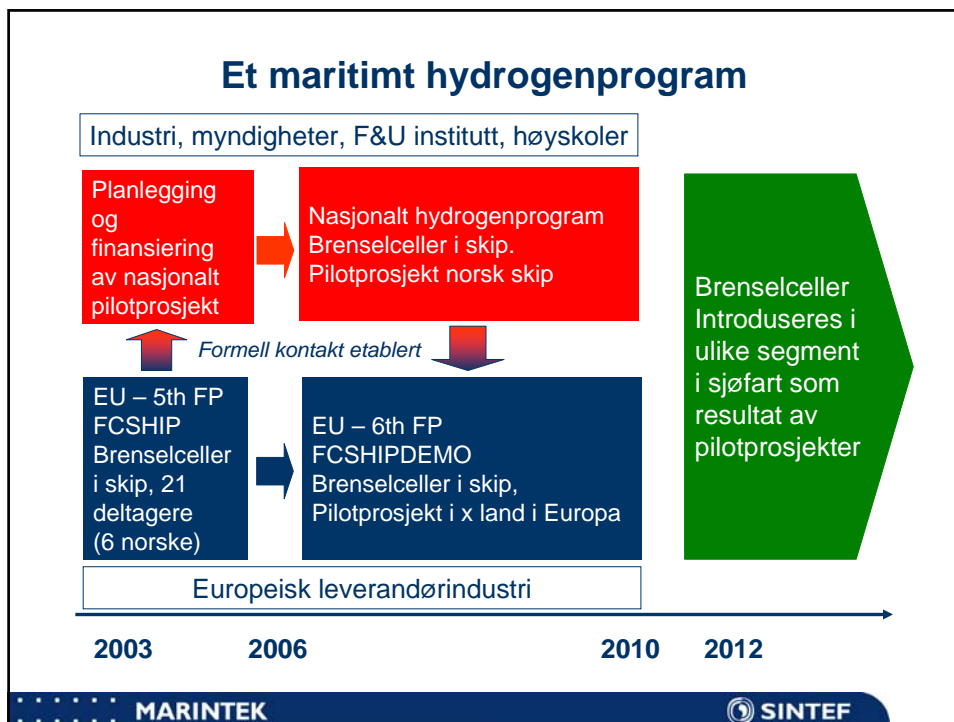 Et maritimt hydrogenprogram
Industri, myndigheter, F&U institutt, høyskoler
Planlegging
og
finansiering
av nasjonalt
pilotprosjekt
Nasjonalt hydrogenprogram
Brenselceller i skip.
Pilotprosjekt norsk skip
Formell kontakt etablert
EU – 5th FP
FCSHIP
Brenselceller
i skip, 21
deltagere
(6 norske)
EU – 6th FP
FCSHIPDEMO
Brenselceller i skip,
Pilotprosjekt i x land i Europa
Brenselceller
Introduseres i
ulike segment
i sjøfart som
resultat av
pilotprosjekter
Europeisk leverandørindustri
2003 2006 2010 2012
MARINTEK SINTEF